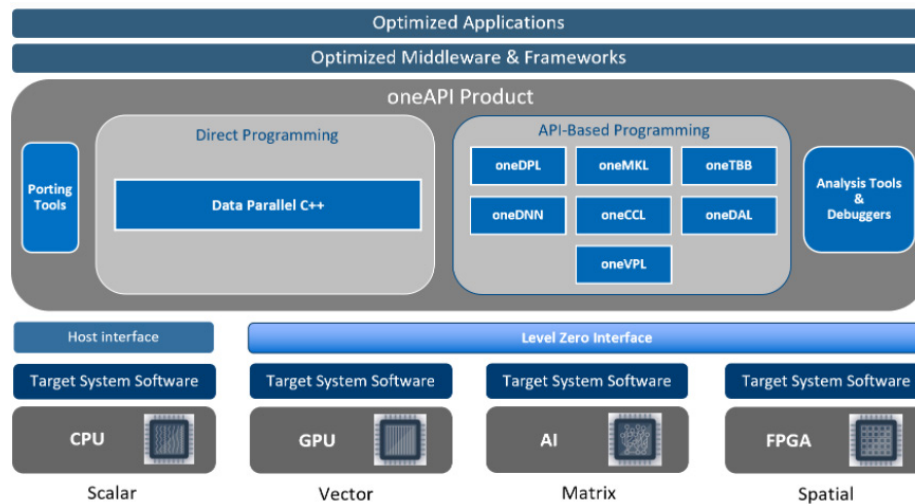 Optimized Applications
Optimized Middleware & Frameworks
oneAPI Product
Direct Programming
API-Based Programming
Porting
Tools
Data Parallel C++
oneDPL
oneMKL
oneTBB
oneDNN
oneCCL
oneDAL
oneVPL
Analysis Tools
&
Debuggers
Host interface
Level Zero Interface
Target System Software
Target System Software
Target System Software
Target System Software
CPU
GPU
AI
FPGA
Scalar
Vector
Matrix
Spatial